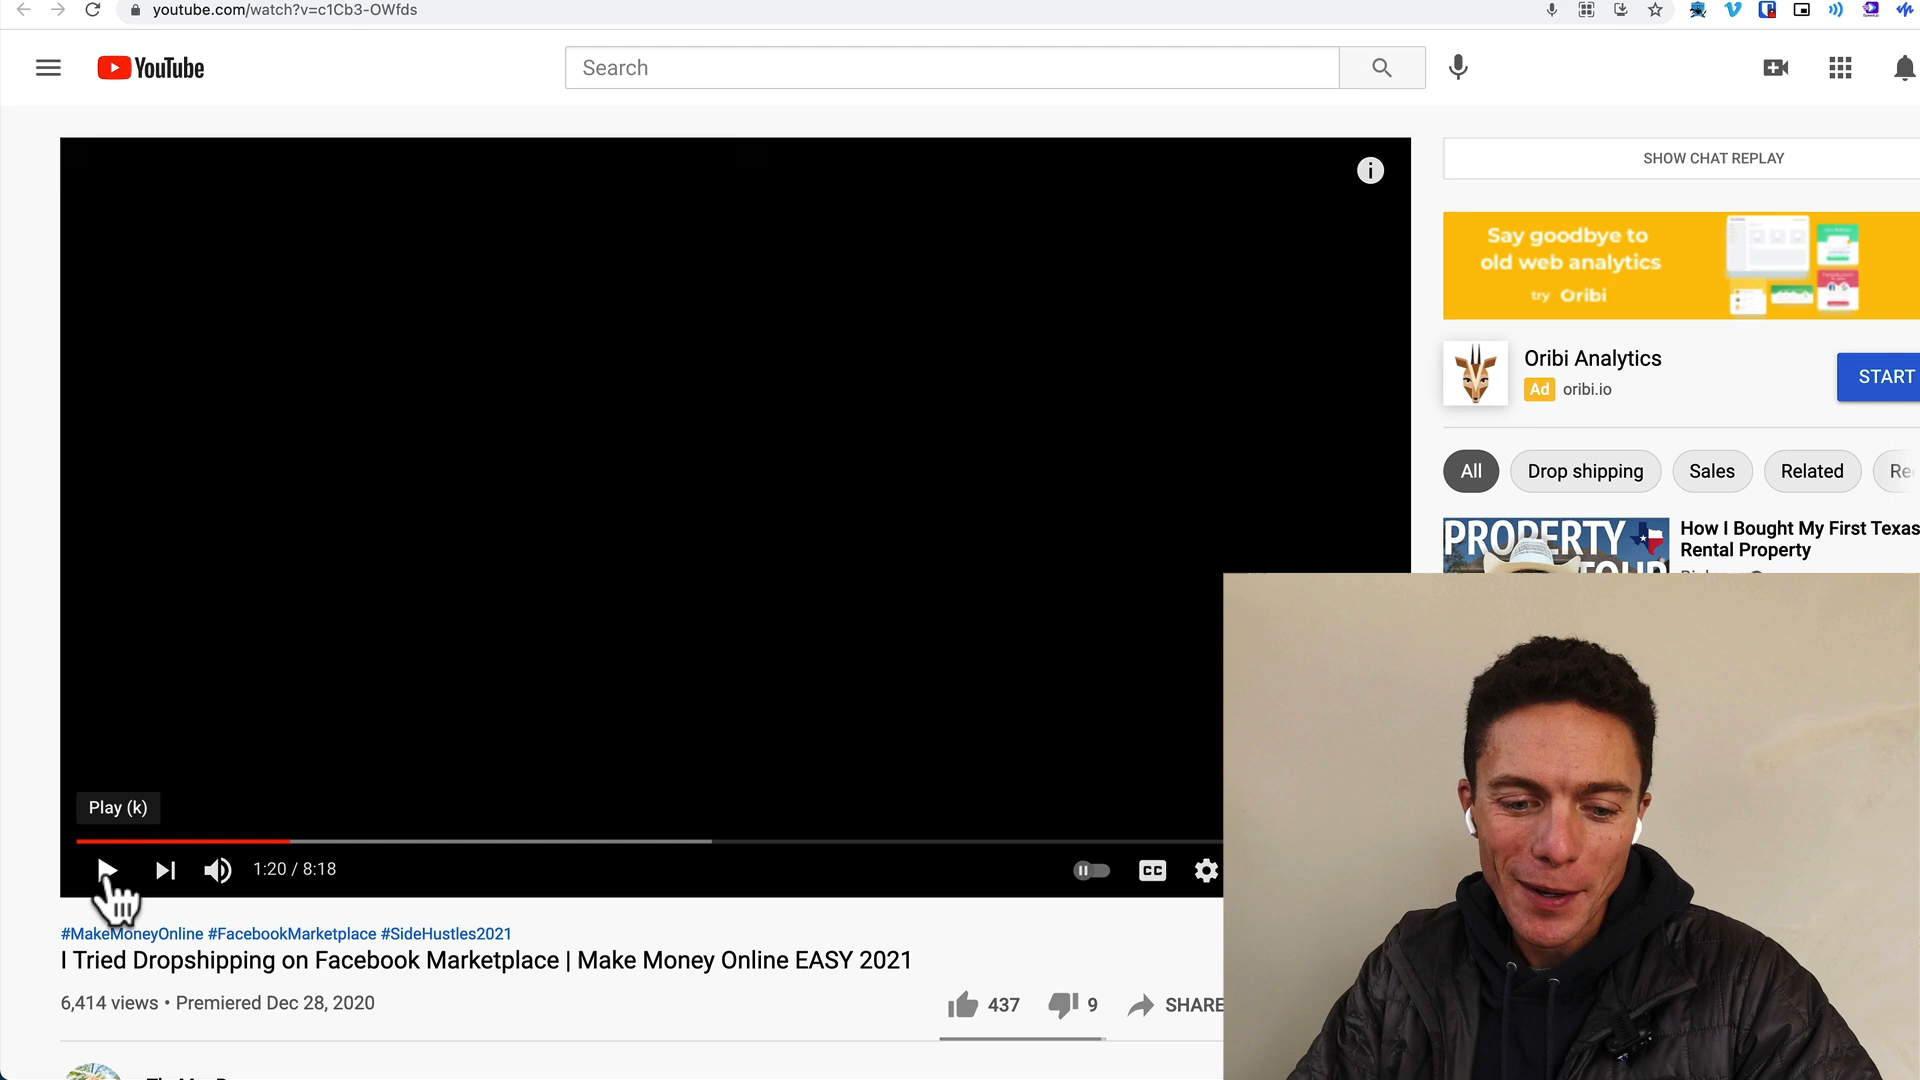 youtube.com/watch?v=c1Cb3-OWfds
YouTube
Search
SHOW CHAT REPLAY
Say goodbye to
old web analytics
try Oribi
Oribi Analytics
Ad oribi.io
START
All
Drop shipping
Sales
Related
PROPERTY
TOUR
How I Bought My First Texas
Rental Property
Play (k)
1:20 / 8:18
CC
#MakeMoneyOnline #FacebookMarketplace #SideHustles2021
I Tried Dropshipping on Facebook Marketplace | Make Money Online EASY 2021
6,414 views • Premiered Dec 28, 2020
437
9
SHARE